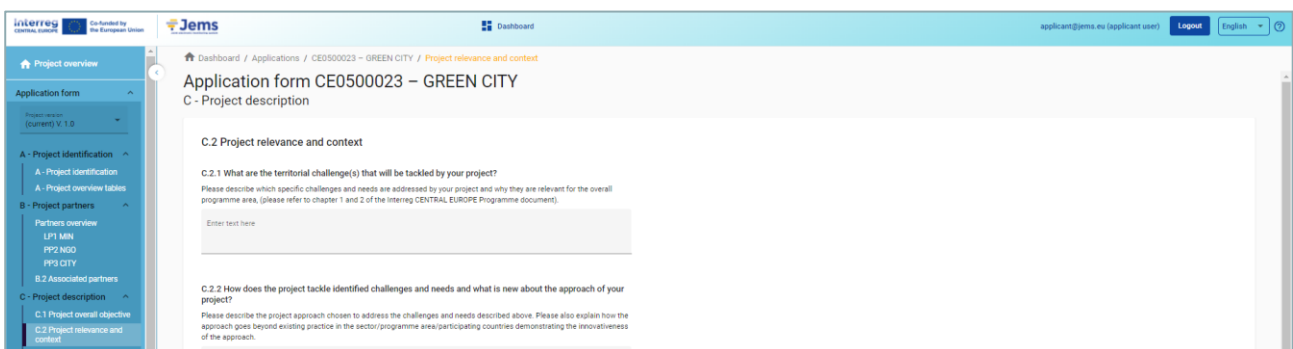 Interreg
CENTRAL EUROPE
Co-funded by
the European Union
Jems
Dashboard
applicant@jems.eu (applicant user)
Logout
English
Project overview
Application form
Project version
(current) V. 1.0
A - Project identification
A - Project identification
A - Project overview tables
B - Project partners
Partners overview
LP1 MIN
PP2 NGO
PP3 CITY
B.2 Associated partners
C - Project description
C.1 Project overall objective
C.2 Project relevance and
context
Dashboard / Applications / CE0500023 – GREEN CITY / Project relevance and context
Application form CE0500023 – GREEN CITY
C - Project description
C.2 Project relevance and context
C.2.1 What are the territorial challenge(s) that will be tackled by your project?
Please describe which specific challenges and needs are addressed by your project and why they are relevant for the overall
programme area, (please refer to chapter 1 and 2 of the Interreg CENTRAL EUROPE Programme document).
Enter text here
C.2.2 How does the project tackle identified challenges and needs and what is new about the approach of your
project?
Please describe the project approach chosen to address the challenges and needs described above. Please also explain how the
approach goes beyond existing practice in the sector/programme area/participating countries demonstrating the innovativeness
of the approach.